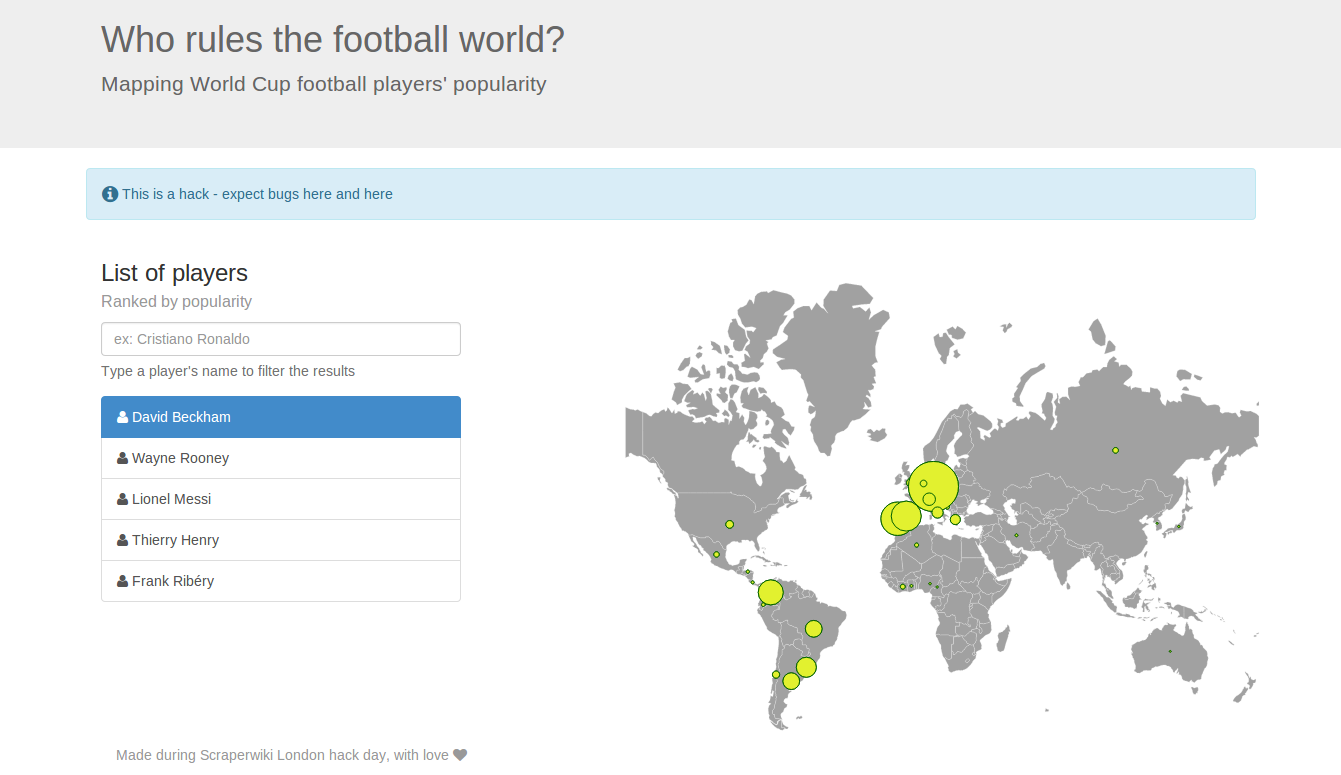 Who rules the football world?
Mapping World Cup football players' popularity
This is a hack - expect bugs here and here
List of players
Ranked by popularity
ex: Cristiano Ronaldo
Type a player's name to filter the results
David Beckham
Wayne Rooney
Lionel Messi
Thierry Henry
Frank Ribéry
Made during Scraperwiki London hack day, with love